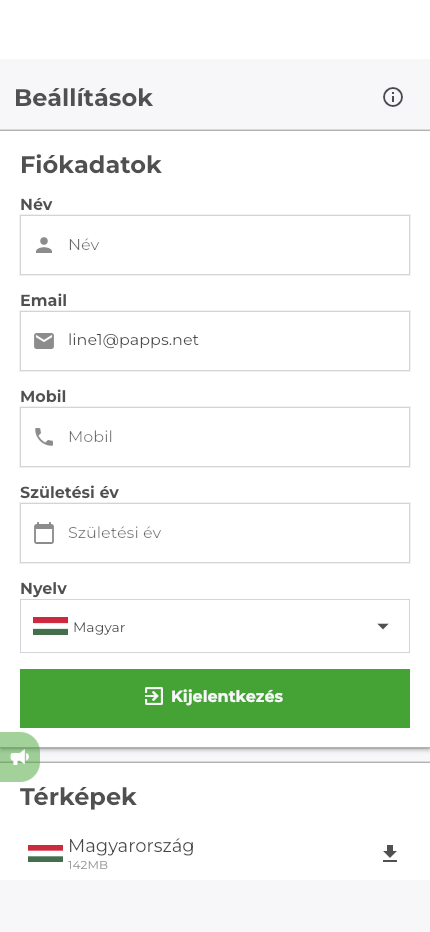 Beállítások
Fiókadatok
Név
Név
Email
line1@papps.net
Mobil
Mobil
Születési év
Születési év
Nyelv
Magyar
Kijelentkezés
Térképek
Magyarország
142MB